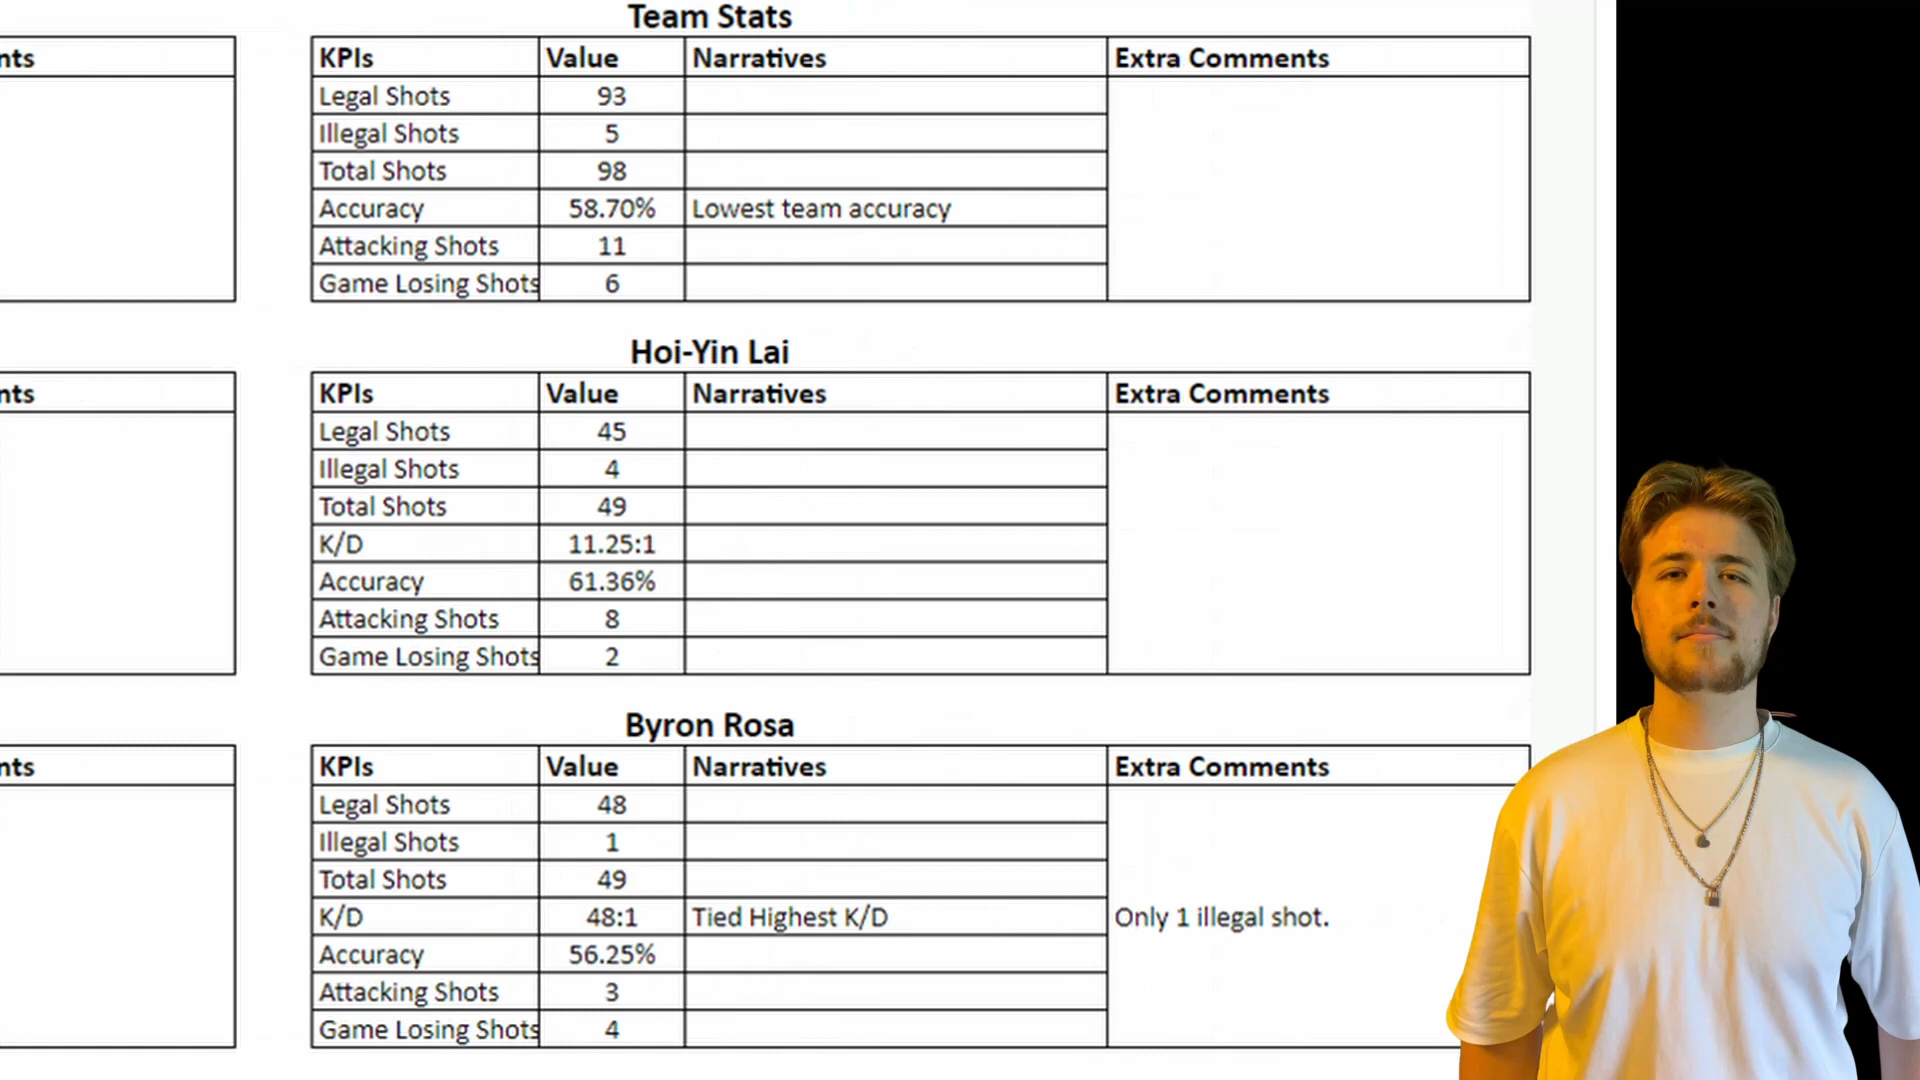 Team Stats
nts
KPIs Value Narratives Extra Comments
Legal Shots 93
Illegal Shots 5
Total Shots 98
Accuracy 58.70% Lowest team accuracy
Attacking Shots 11
Game Losing Shots 6
Hoi-Yin Lai
nts
KPIs Value Narratives Extra Comments
Legal Shots 45
Illegal Shots 4
Total Shots 49
K/D 11.25:1
Accuracy 61.36%
Attacking Shots 8
Game Losing Shots 2
Byron Rosa
nts
KPIs Value Narratives Extra Comments
Legal Shots 48
Illegal Shots 1
Total Shots 49
K/D 48:1 Tied Highest K/D Only 1 illegal shot.
Accuracy 56.25%
Attacking Shots 3
Game Losing Shots 4